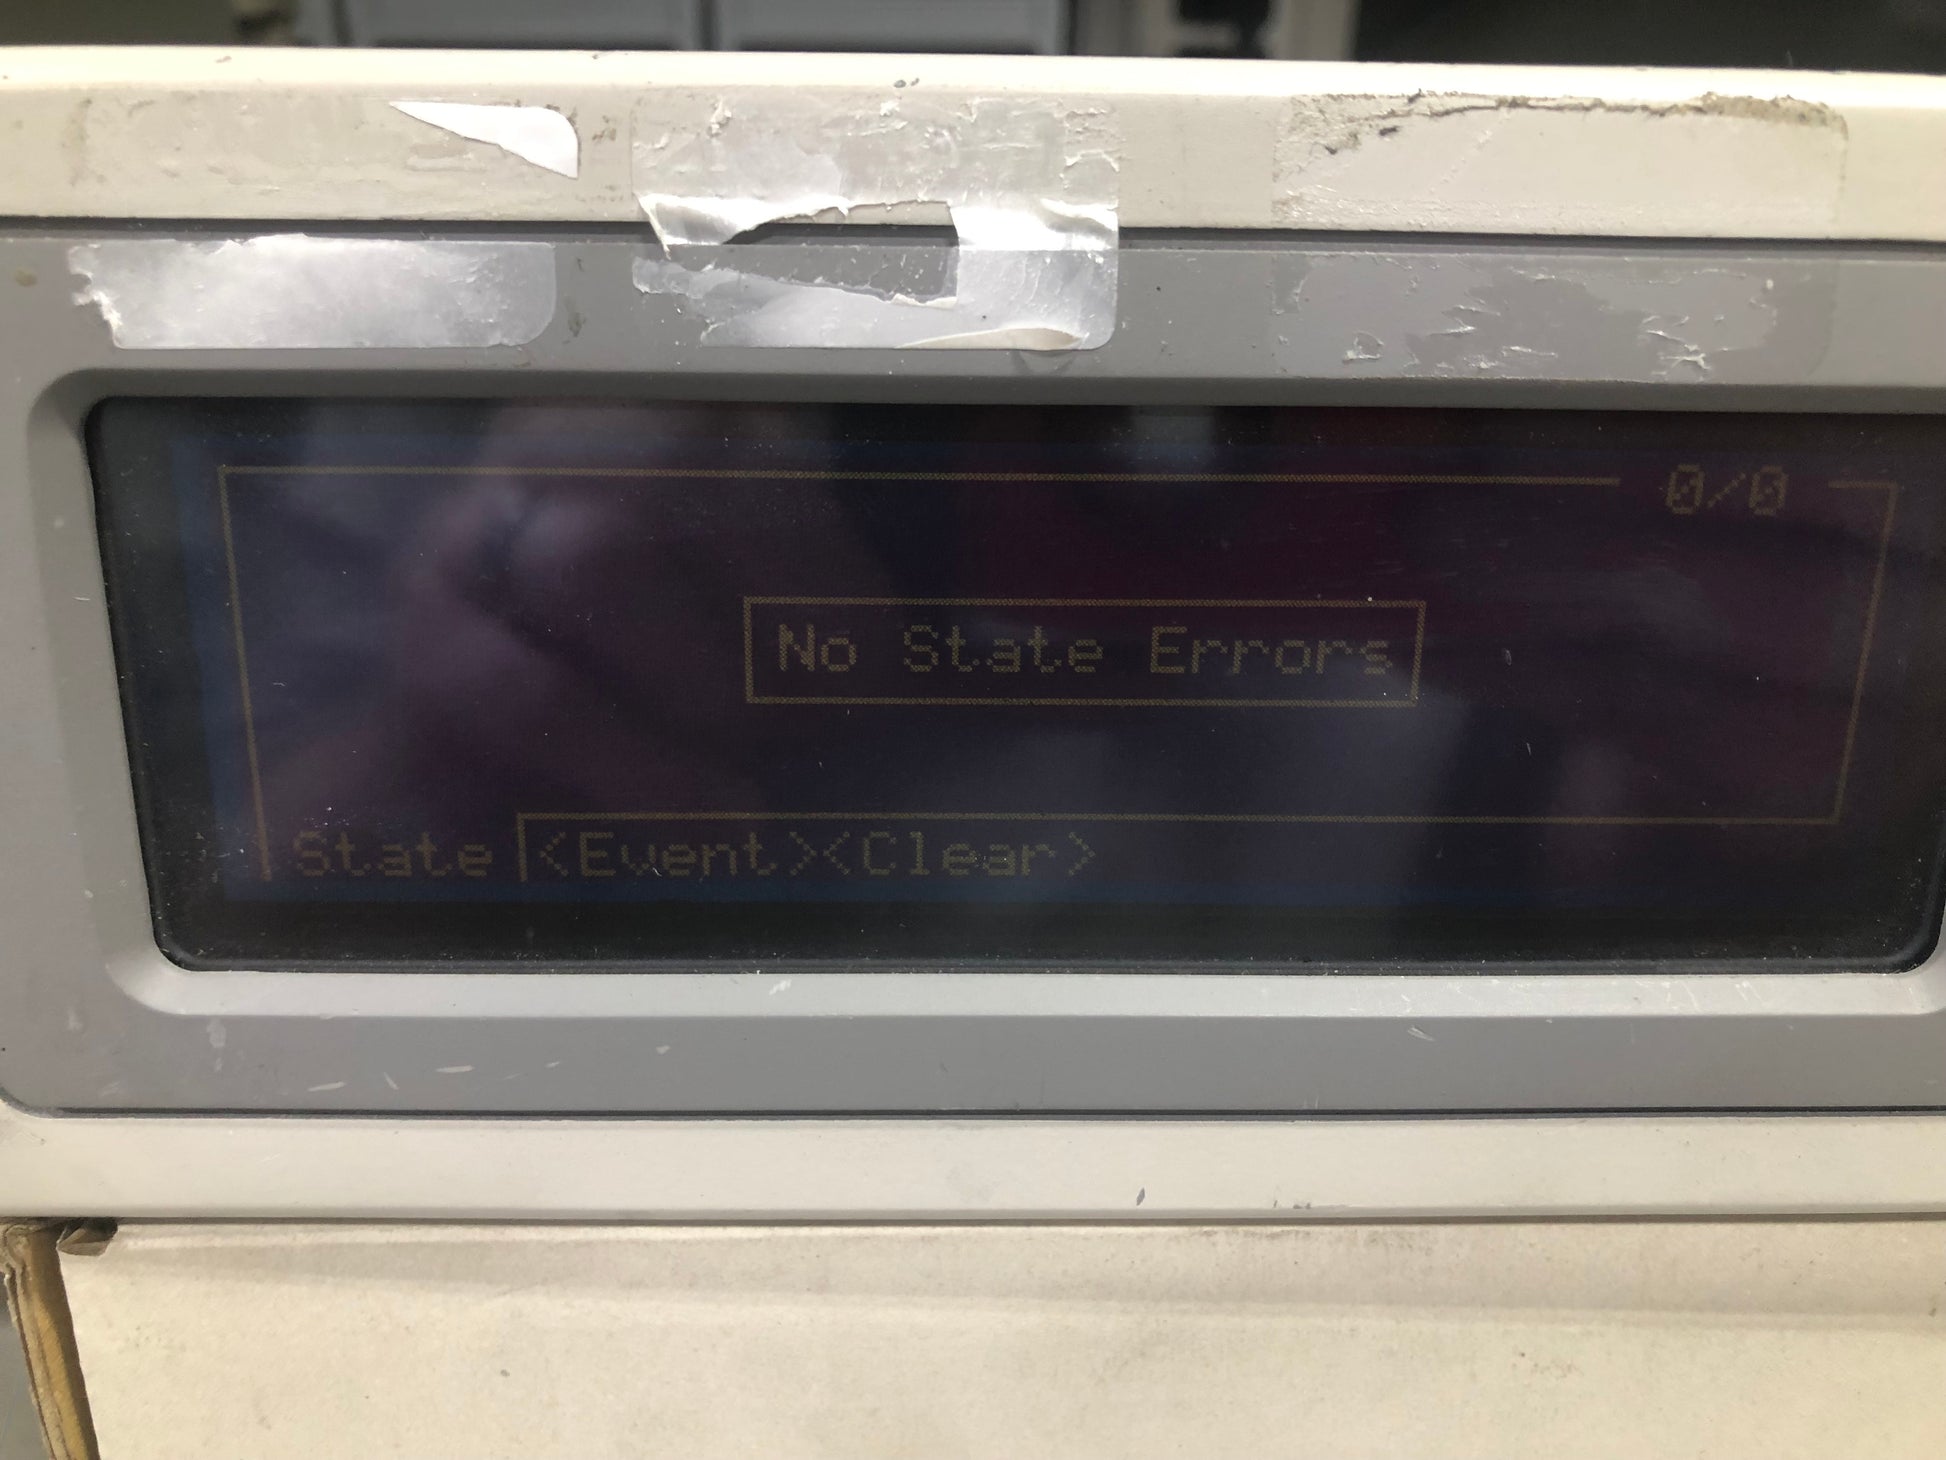 0/0
No State Errors
State <Event><Clear>